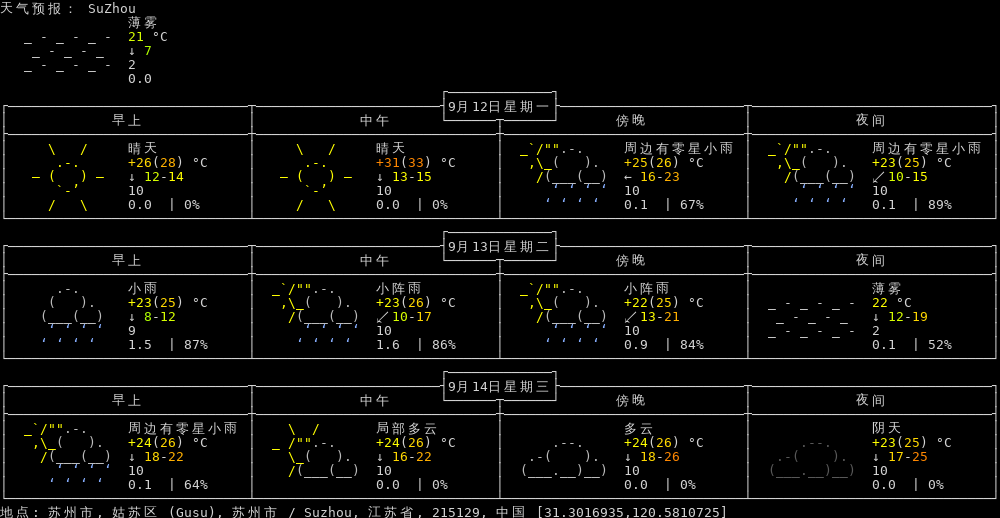 天气预报： SuZhou
薄雾
21 °C
↓ 7
2
0.0
9月12日星期一
早上 中午 傍晚 夜间
晴天 晴天 周边有零星小雨 周边有零星小雨
+26(28) °C +31(33) °C +25(26) °C +23(25) °C
↓ 12-14 ↓ 13-15 ← 16-23 ↙ 10-15
10 10 10 10
0.0 | 0% 0.0 | 0% 0.1 | 67% 0.1 | 89%
9月13日星期二
早上 中午 傍晚 夜间
小雨 小阵雨 小阵雨 薄雾
+23(25) °C +23(26) °C +22(25) °C 22 °C
↓ 8-12 ↙ 10-17 ↙ 13-21 ↓ 12-19
9 10 10 2
1.5 | 87% 1.6 | 86% 0.9 | 84% 0.1 | 52%
9月14日星期三
早上 中午 傍晚 夜间
周边有零星小雨 局部多云 多云 阴天
+24(26) °C +24(26) °C +24(26) °C +23(25) °C
↓ 18-22 ↓ 16-22 ↓ 18-26 ↓ 17-25
10 10 10 10
0.1 | 64% 0.0 | 0% 0.0 | 0% 0.0 | 0%
地点: 苏州市, 姑苏区 (Gusu), 苏州市 / Suzhou, 江苏省, 215129, 中国 [31.3016935,120.5810725]